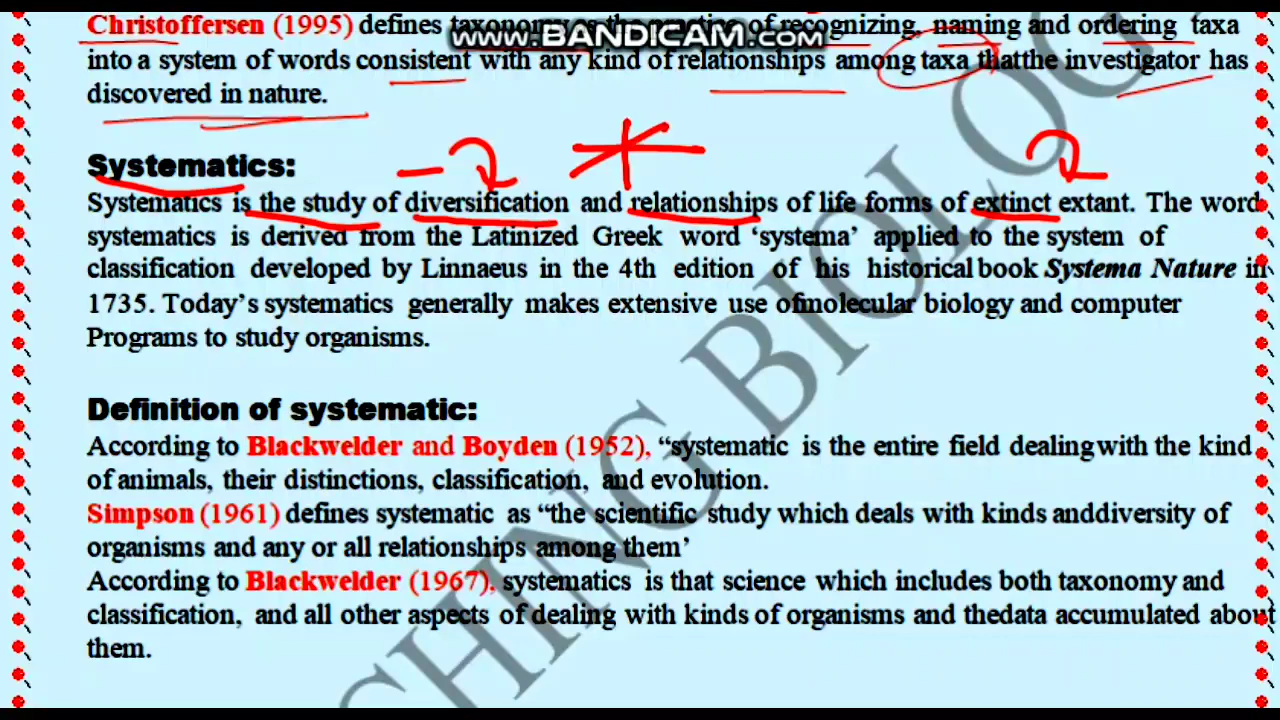 Christoffersen (1995) defines taxonomy as the practice of recognizing, naming and ordering taxa
www.BANDICAM.com
into a system of words consistent with any kind of relationships among taxa thatthe investigator has
discovered in nature.
Systematics:
Systematics is the study of diversification and relationships of life forms of extinct extant. The word
systematics is derived from the Latinized Greek word ‘systema’ applied to the system of
classification developed by Linnaeus in the 4th edition of his historical book Systema Nature in
1735. Today’s systematics generally makes extensive use ofmolecular biology and computer
Programs to study organisms.
Definition of systematic:
According to Blackwelder and Boyden (1952), “systematic is the entire field dealingwith the kind
of animals, their distinctions, classification, and evolution.
Simpson (1961) defines systematic as “the scientific study which deals with kinds anddiversity of
organisms and any or all relationships among them’
According to Blackwelder (1967), systematics is that science which includes both taxonomy and
classification, and all other aspects of dealing with kinds of organisms and thedata accumulated about
them.